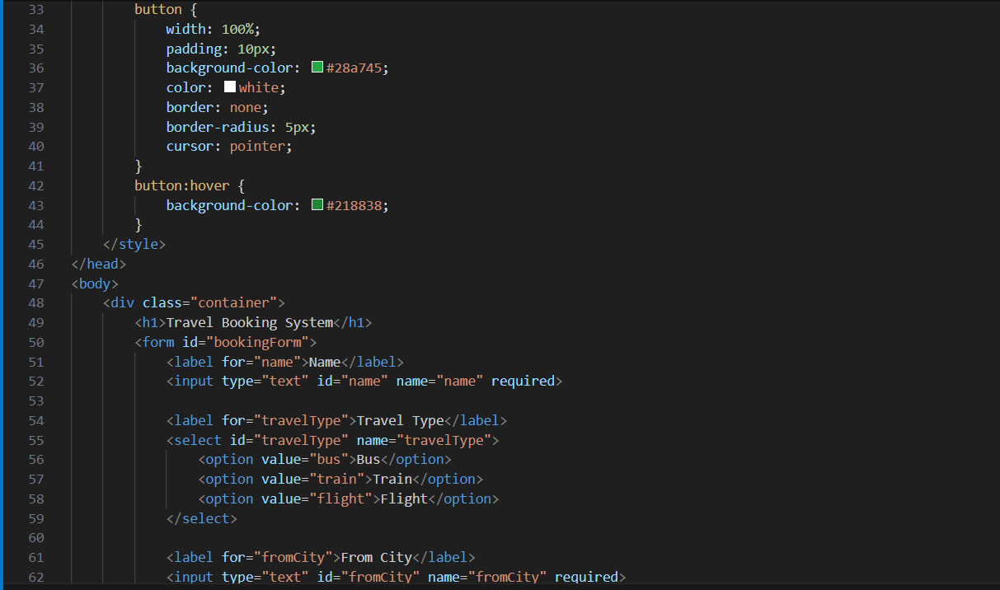 33 button {
34 width: 100%;
35 padding: 10px;
36 background-color: #28a745;
37 color: white;
38 border: none;
39 border-radius: 5px;
40 cursor: pointer;
41 }
42 button:hover {
43 background-color: #218838;
44 }
45 </style>
46 </head>
47 <body>
48 <div class="container">
49 <h1>Travel Booking System</h1>
50 <form id="bookingForm">
51 <label for="name">Name</label>
52 <input type="text" id="name" name="name" required>
53
54 <label for="travelType">Travel Type</label>
55 <select id="travelType" name="travelType">
56 <option value="bus">Bus</option>
57 <option value="train">Train</option>
58 <option value="flight">Flight</option>
59 </select>
60
61 <label for="fromCity">From City</label>
62 <input type="text" id="fromCity" name="fromCity" required>